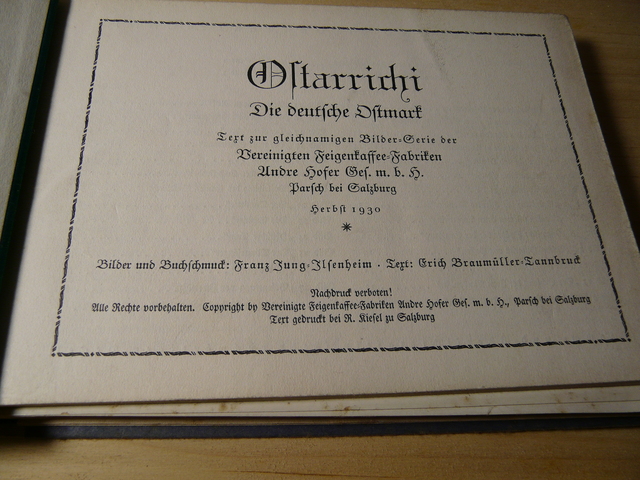 Ostarrichi
Die deutsche Ostmark
Text zur gleichnamigen Bilder=Serie der
Vereinigten Feigenkaffee=Fabriken
Andre Hofer Ges. m. b. H.
Parsch bei Salzburg
Herbst 1930
Bilder und Buchschmuck: Franz Jung=Ilsenheim · Text: Erich Braumüller=Tannbruck
Nachdruck verboten!
Alle Rechte vorbehalten. Copyright by Vereinigte Feigenkaffee=Fabriken Andre Hofer Ges. m. b. H., Parsch bei Salzburg
Text gedruckt bei R. Kiesel zu Salzburg